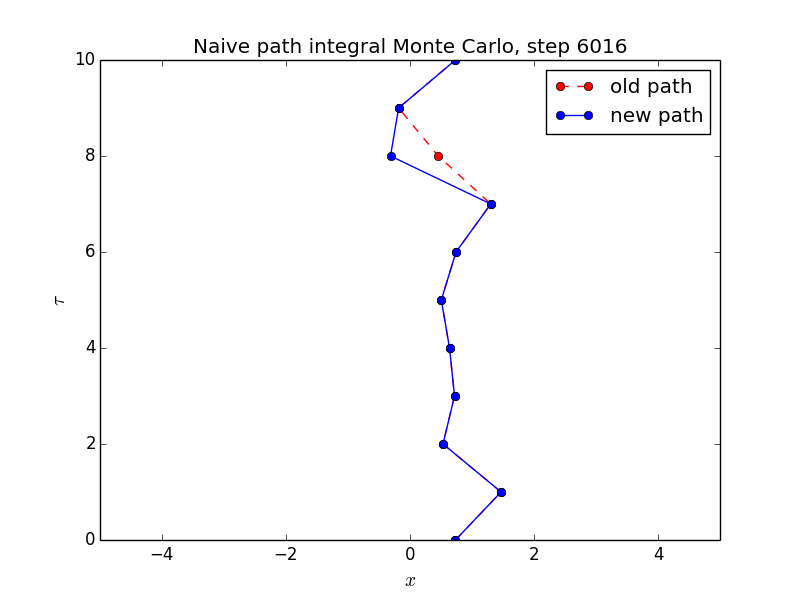 Naive path integral Monte Carlo, step 6016
10
old path
new path
8
6
τ
4
2
0
−4 −2 0 2 4
x